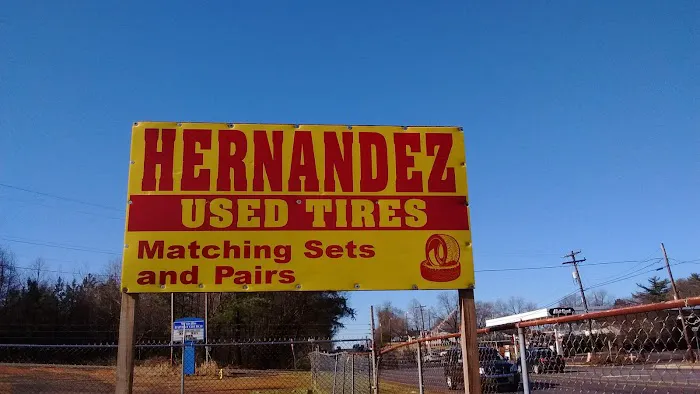 HERNANDEZ
USED TIRES
Matching Sets
and Pairs